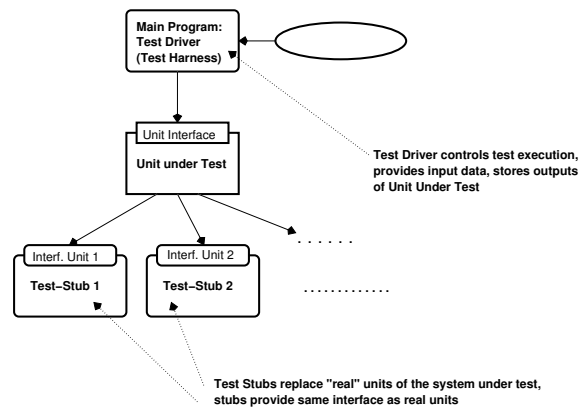 Main Program:
Test Driver
(Test Harness)
Unit Interface
Unit under Test
Test Driver controls test execution,
provides input data, stores outputs
of Unit Under Test
. . . . . .
Interf. Unit 1
Interf. Unit 2
Test–Stub 1
Test–Stub 2
.............
Test Stubs replace "real" units of the system under test,
stubs provide same interface as real units